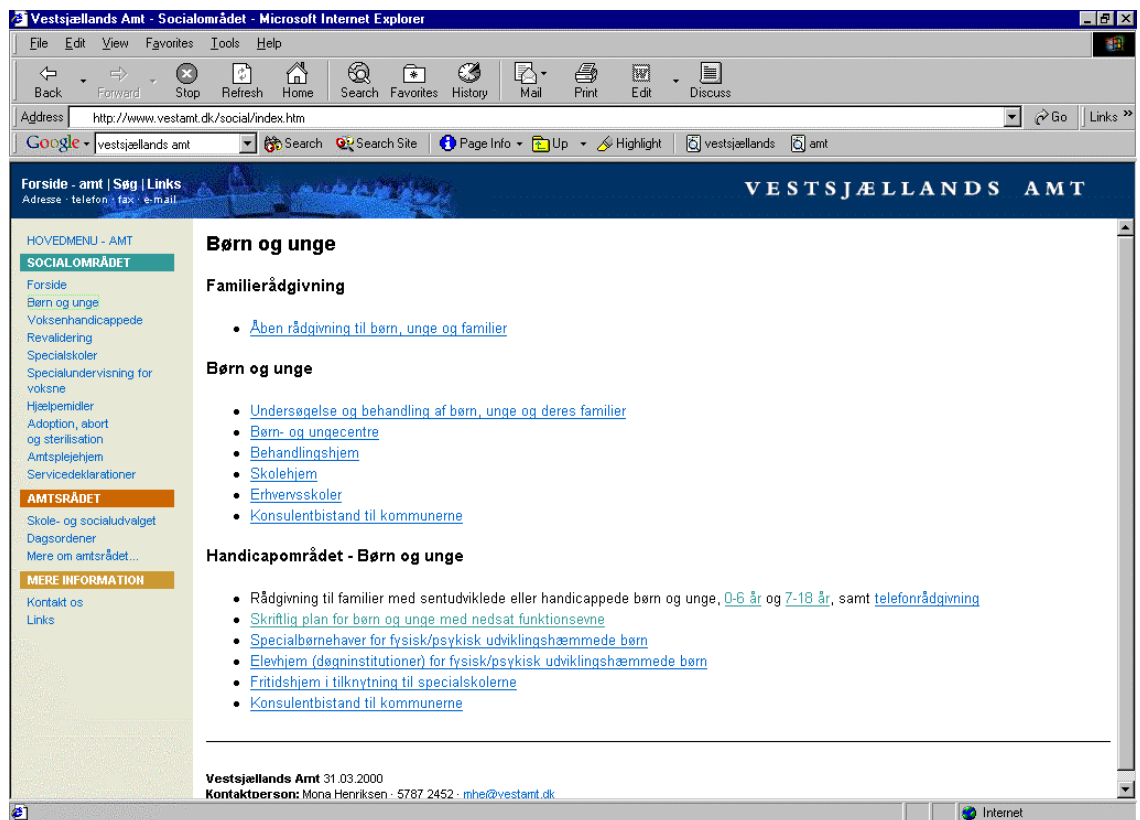 Vestsjællands Amt - Socialområdet - Microsoft Internet Explorer
File Edit View Favorites Tools Help
Back Forward Stop Refresh Home Search Favorites History Mail Print Edit Discuss
Address http://www.vestamt.dk/social/index.htm Go Links »
Google vestsjællands amt Search Search Site Page Info Up Highlight vestsjællands amt
Forside - amt | Søg | Links
Adresse · telefon · fax · e-mail
VESTSJÆLLANDS AMT
HOVEDMENU - AMT
SOCIALOMRÅDET
Forside
Børn og unge
Voksenhandicappede
Revalidering
Specialskoler
Specialundervisning for
voksne
Hjælpemidler
Adoption, abort
og sterilisation
Amtsplejehjem
Servicedeklarationer
AMTSRÅDET
Skole- og socialudvalget
Dagsordener
Mere om amtsrådet...
MERE INFORMATION
Kontakt os
Links
Børn og unge
Familierådgivning
• Åben rådgivning til børn, unge og familier
Børn og unge
• Undersøgelse og behandling af børn, unge og deres familier
• Børn- og ungecentre
• Behandlingshjem
• Skolehjem
• Erhvervsskoler
• Konsulentbistand til kommunerne
Handicapområdet - Børn og unge
• Rådgivning til familier med sentudviklede eller handicappede børn og unge, 0-6 år og 7-18 år, samt telefonrådgivning
• Skriftlig plan for børn og unge med nedsat funktionsevne
• Specialbørnehaver for fysisk/psykisk udviklingshæmmede børn
• Elevhjem (døgninstitutioner) for fysisk/psykisk udviklingshæmmede børn
• Fritidshjem i tilknytning til specialskolerne
• Konsulentbistand til kommunerne
Vestsjællands Amt 31.03.2000
Kontaktperson: Mona Henriksen · 5787 2452 · mhe@vestamt.dk
Internet